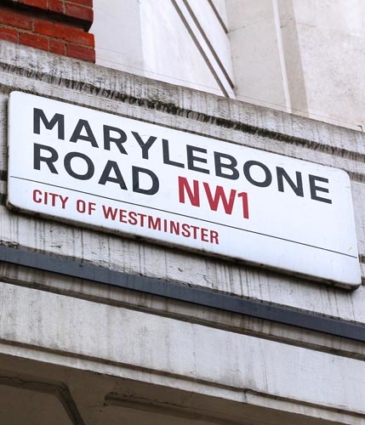 MARYLEBONE
ROAD NW1
CITY OF WESTMINSTER